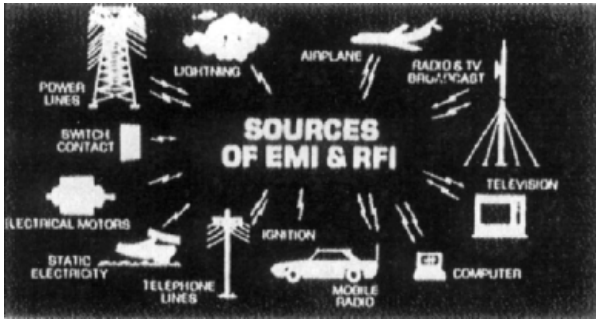 LIGHTNING
AIRPLANE
RADIO & TV
BROADCAST
POWER
LINES
SOURCES
OF EMI & RFI
SWITCH
CONTACT
TELEVISION
ELECTRICAL MOTORS
IGNITION
STATIC
ELECTRICITY
TELEPHONE
LINES
MOBILE
RADIO
COMPUTER